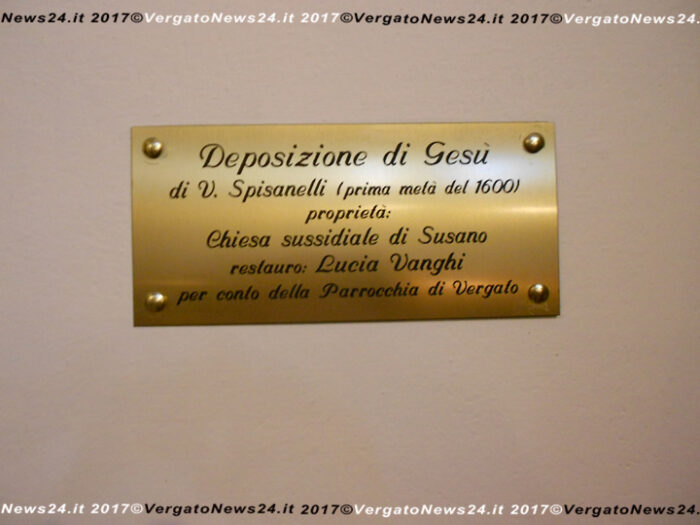 News24.it 2017©VergatoNews24.it 2017©VergatoNews24.it 2017©VergatoNews24.it
Deposizione di Gesù
di V. Spisanelli (prima metà del 1600)
proprietà:
Chiesa sussidiale di Susano
restauro: Lucia Vanghi
per conto della Parrocchia di Vergato
News24.it 2017©VergatoNews24.it 2017©VergatoNews24.it 2017©VergatoNews24.it